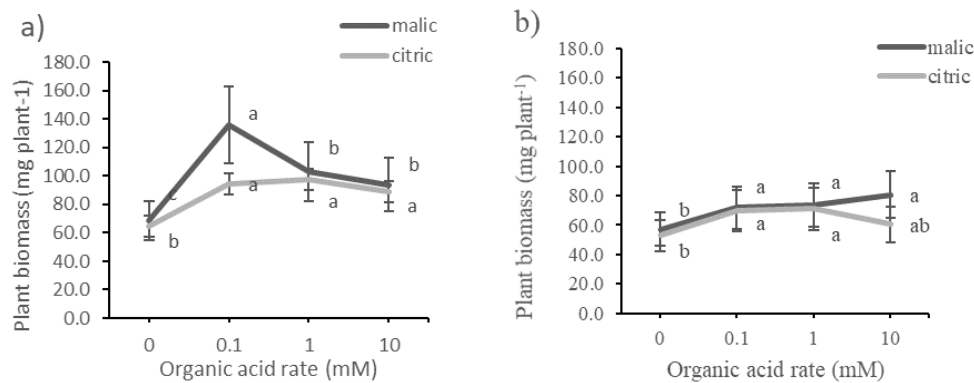 a)
malic
citric
180.0
160.0
140.0
120.0
100.0
80.0
60.0
40.0
20.0
0.0
Plant biomass (mg plant-1)
a
b
b
a
a
a
b
0 0.1 1 10
Organic acid rate (mM)
b)
malic
citric
180.0
160.0
140.0
120.0
100.0
80.0
60.0
40.0
20.0
0.0
Plant biomass (mg plant⁻¹)
a
a
a
b
a
a
ab
b
0 0.1 1 10
Organic acid rate (mM)